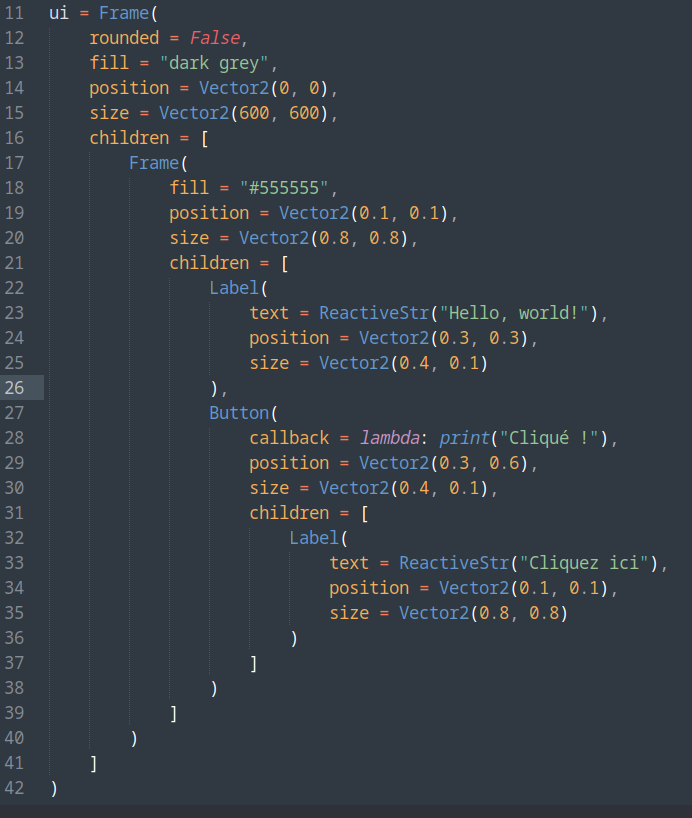 11 ui = Frame(
12     rounded = False,
13     fill = "dark grey",
14     position = Vector2(0, 0),
15     size = Vector2(600, 600),
16     children = [
17         Frame(
18             fill = "#555555",
19             position = Vector2(0.1, 0.1),
20             size = Vector2(0.8, 0.8),
21             children = [
22                 Label(
23                     text = ReactiveStr("Hello, world!"),
24                     position = Vector2(0.3, 0.3),
25                     size = Vector2(0.4, 0.1)
26                 ),
27                 Button(
28                     callback = lambda: print("Cliqué !"),
29                     position = Vector2(0.3, 0.6),
30                     size = Vector2(0.4, 0.1),
31                     children = [
32                         Label(
33                             text = ReactiveStr("Cliquez ici"),
34                             position = Vector2(0.1, 0.1),
35                             size = Vector2(0.8, 0.8)
36                         )
37                     ]
38                 )
39             ]
40         )
41     ]
42 )